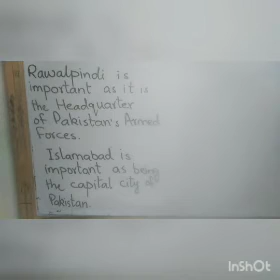 Rawalpindi is
important as it is
the Headquarter
of Pakistan's Armed
Forces.
Islamabad is
important as being
the capital city of
Pakistan.
InShOt